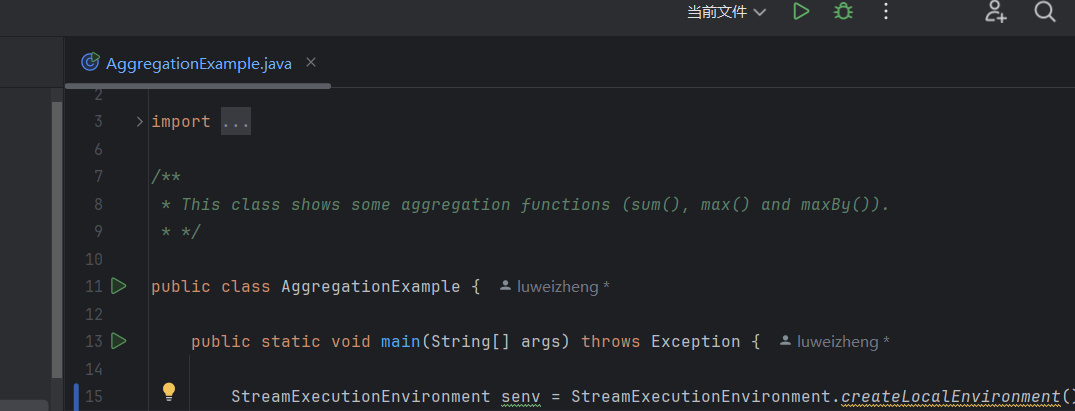 当前文件
AggregationExample.java
2
3 import ...
6
7 /**
8 * This class shows some aggregation functions (sum(), max() and maxBy()).
9 * */
10
11 public class AggregationExample { luweizheng *
12
13 public static void main(String[] args) throws Exception { luweizheng *
14
15 StreamExecutionEnvironment senv = StreamExecutionEnvironment.createLocalEnvironment()